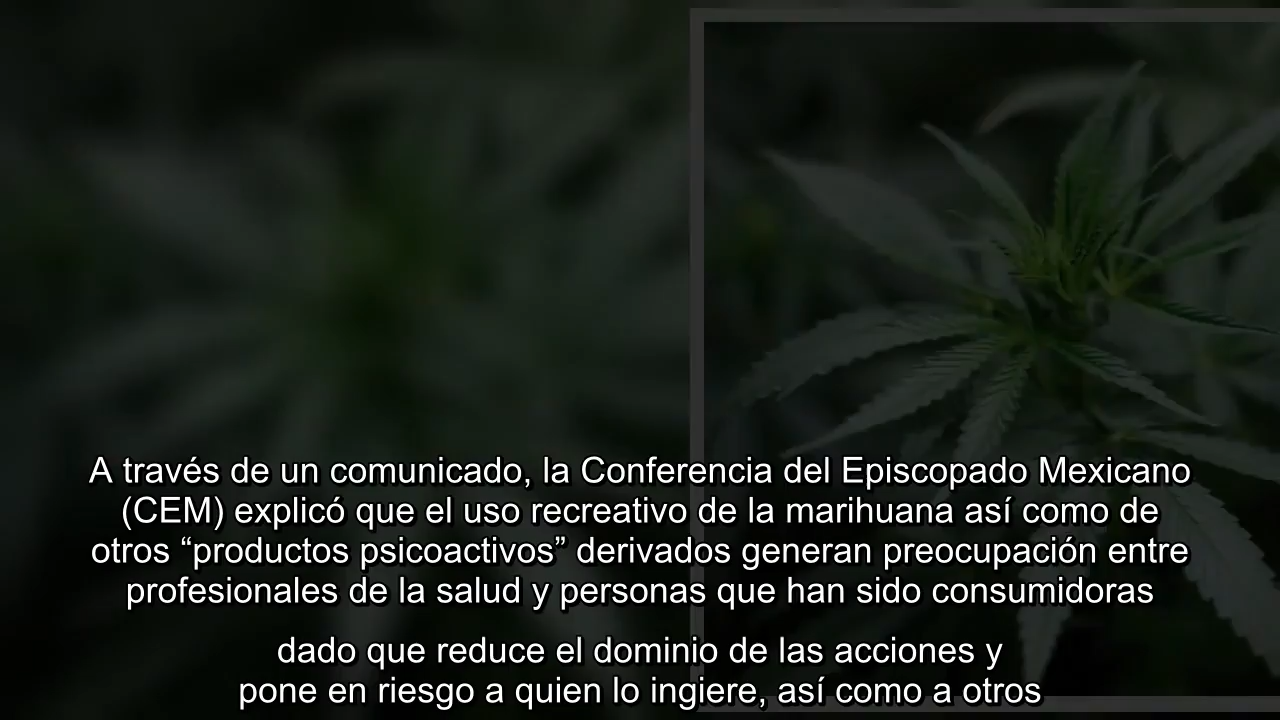 A través de un comunicado, la Conferencia del Episcopado Mexicano
(CEM) explicó que el uso recreativo de la marihuana así como de
otros “productos psicoactivos” derivados generan preocupación entre
profesionales de la salud y personas que han sido consumidoras
dado que reduce el dominio de las acciones y
pone en riesgo a quien lo ingiere, así como a otros